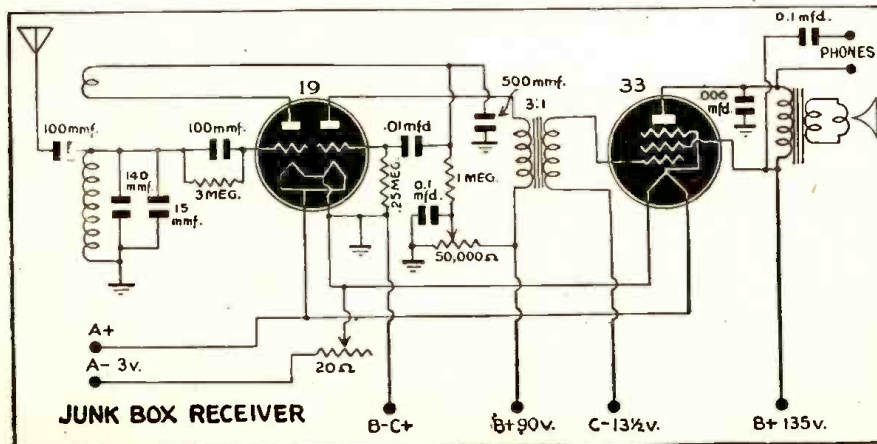 0.1 mfd.
PHONES
19
33
500 mmf.
3:1
.006
mfd.
100 mmf.
100 mmf.
.01 mfd
3 MEG.
140
mmf.
15
mmf.
.25 MEG.
1 MEG.
0.1
mfd.
50,000 Ω
A+
A- 3v.
20 Ω
JUNK BOX RECEIVER
B-C+
B+90v.
C-13½v.
B+ 135v.